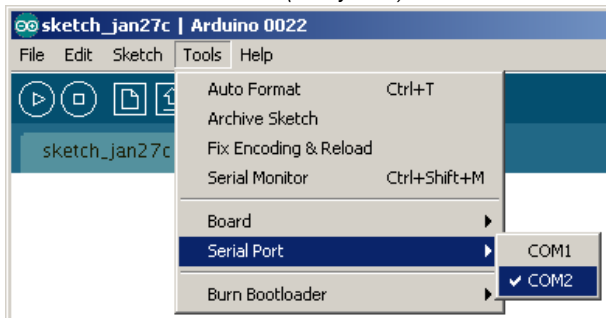 sketch_jan27c | Arduino 0022
File Edit Sketch Tools Help
Auto Format Ctrl+T
Archive Sketch
sketch_jan27c
Fix Encoding & Reload
Serial Monitor Ctrl+Shift+M
Board
Serial Port
COM1
COM2
Burn Bootloader